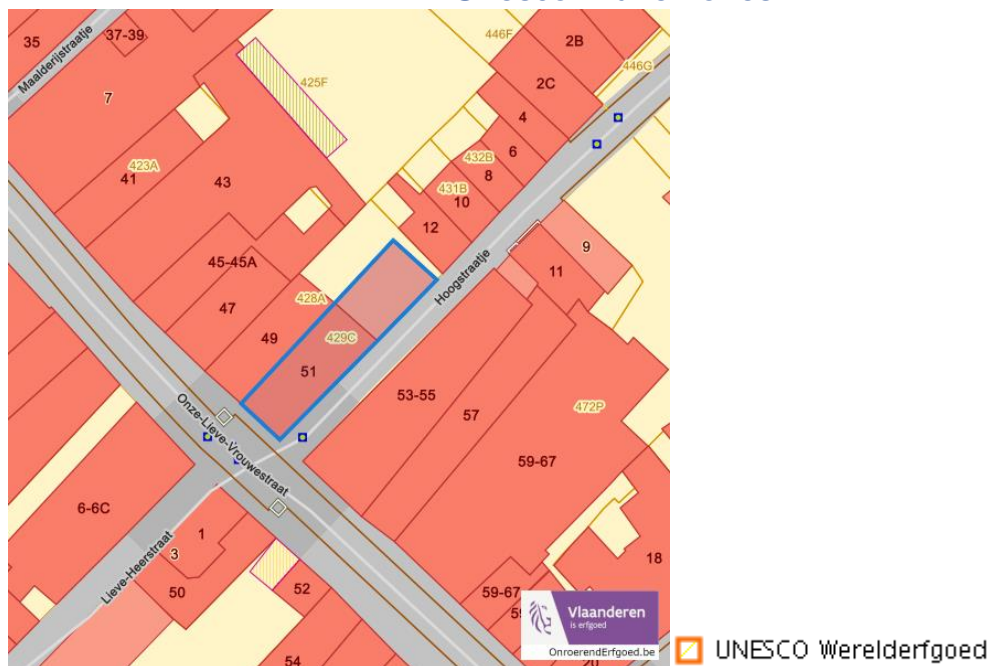 35
37-39
Maalderijstraatje
7
425F
446F
2B
446G
2C
4
6
432B
8
423A
41
43
431B
10
12
9
11
Hoogstraatje
45-45A
428A
47
49
429C
51
53-55
57
472P
Onze-Lieve-Vrouwestraat
59-67
6-6C
1
3
Lieve-Heerstraat
50
52
54
18
59-67
Vlaanderen
is erfgoed
OnroerendErfgoed.be
20
UNESCO Werelderfgoed